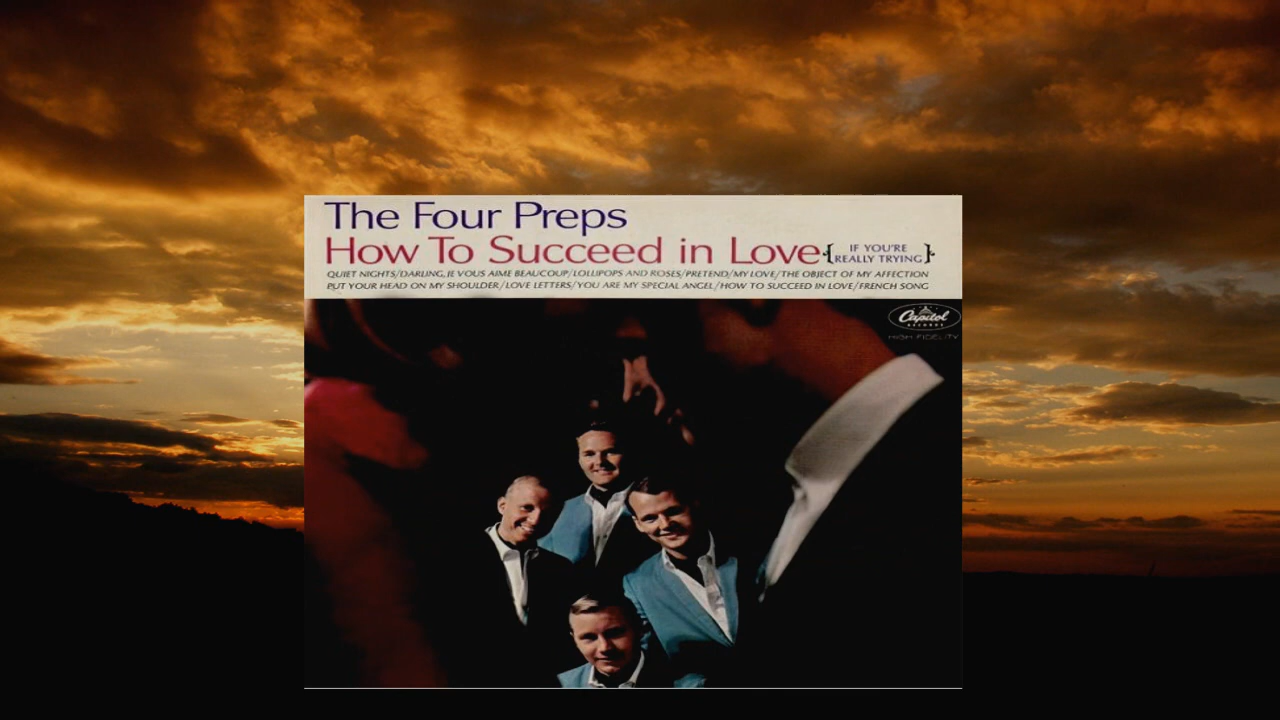 The Four Preps
How To Succeed in Love { IF YOU'RE REALLY TRYING }
QUIET NIGHTS/DARLING, JE VOUS AIME BEAUCOUP/LOLLIPOPS AND ROSES/PRETEND/MY LOVE/THE OBJECT OF MY AFFECTION
PUT YOUR HEAD ON MY SHOULDER/LOVE LETTERS/YOU ARE MY SPECIAL ANGEL/HOW TO SUCCEED IN LOVE/FRENCH SONG
Capitol
RECORDS
HIGH FIDELITY